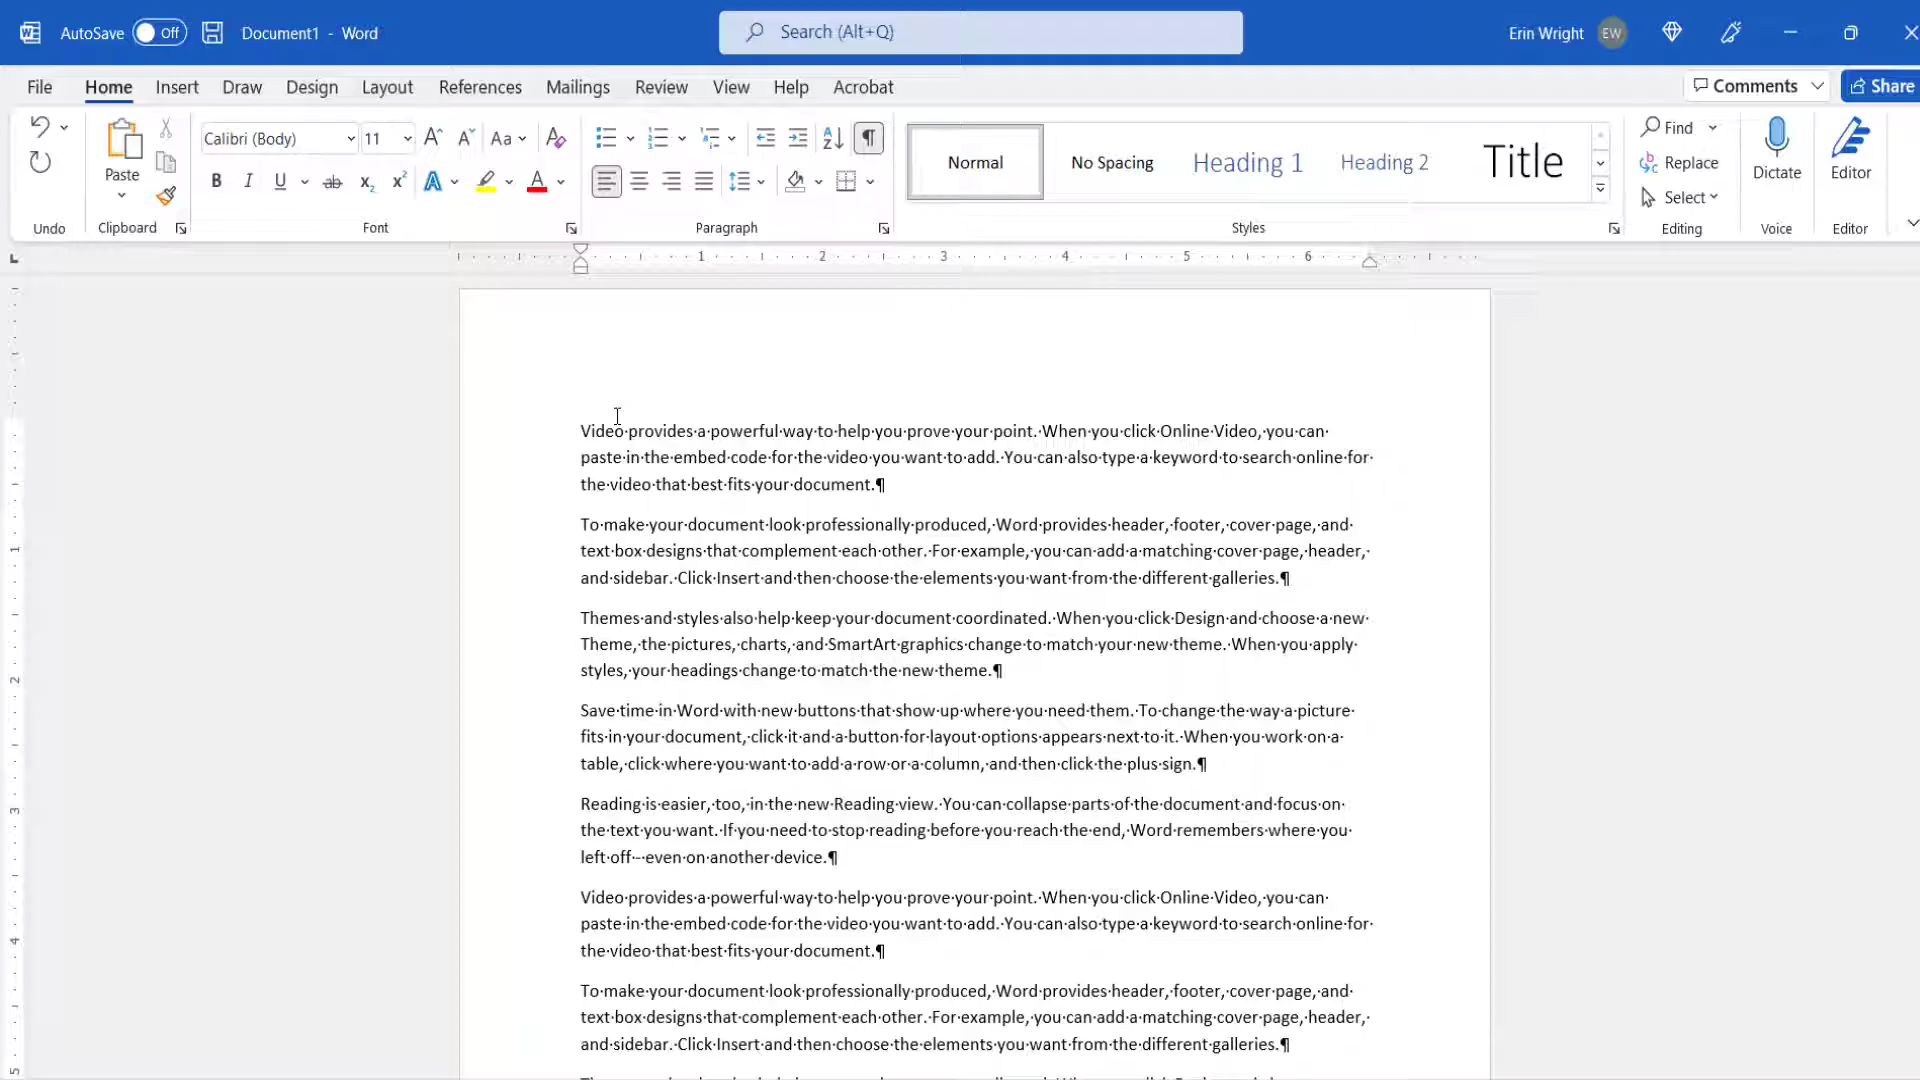 AutoSave Off Document1 - Word Search (Alt+Q) Erin Wright EW
File Home Insert Draw Design Layout References Mailings Review View Help Acrobat Comments Share
Paste Calibri (Body) 11 Aa Normal No Spacing Heading 1 Heading 2 Title Find Replace Select Dictate Editor
Undo Clipboard Font Paragraph Styles Editing Voice Editor
1 2 3 4 5 6
Video·provides·a·powerful·way·to·help·you·prove·your·point.·When·you·click·Online·Video,·you·can·
paste·in·the·embed·code·for·the·video·you·want·to·add.·You·can·also·type·a·keyword·to·search·online·for·
the·video·that·best·fits·your·document.¶
To·make·your·document·look·professionally·produced,·Word·provides·header,·footer,·cover·page,·and·
text·box·designs·that·complement·each·other.·For·example,·you·can·add·a·matching·cover·page,·header,·
and·sidebar.·Click·Insert·and·then·choose·the·elements·you·want·from·the·different·galleries.¶
Themes·and·styles·also·help·keep·your·document·coordinated.·When·you·click·Design·and·choose·a·new·
Theme,·the·pictures,·charts,·and·SmartArt·graphics·change·to·match·your·new·theme.·When·you·apply·
styles,·your·headings·change·to·match·the·new·theme.¶
Save·time·in·Word·with·new·buttons·that·show·up·where·you·need·them.·To·change·the·way·a·picture·
fits·in·your·document,·click·it·and·a·button·for·layout·options·appears·next·to·it.·When·you·work·on·a·
table,·click·where·you·want·to·add·a·row·or·a·column,·and·then·click·the·plus·sign.¶
Reading·is·easier,·too,·in·the·new·Reading·view.·You·can·collapse·parts·of·the·document·and·focus·on·
the·text·you·want.·If·you·need·to·stop·reading·before·you·reach·the·end,·Word·remembers·where·you·
left·off·-·even·on·another·device.¶
Video·provides·a·powerful·way·to·help·you·prove·your·point.·When·you·click·Online·Video,·you·can·
paste·in·the·embed·code·for·the·video·you·want·to·add.·You·can·also·type·a·keyword·to·search·online·for·
the·video·that·best·fits·your·document.¶
To·make·your·document·look·professionally·produced,·Word·provides·header,·footer,·cover·page,·and·
text·box·designs·that·complement·each·other.·For·example,·you·can·add·a·matching·cover·page,·header,·
and·sidebar.·Click·Insert·and·then·choose·the·elements·you·want·from·the·different·galleries.¶